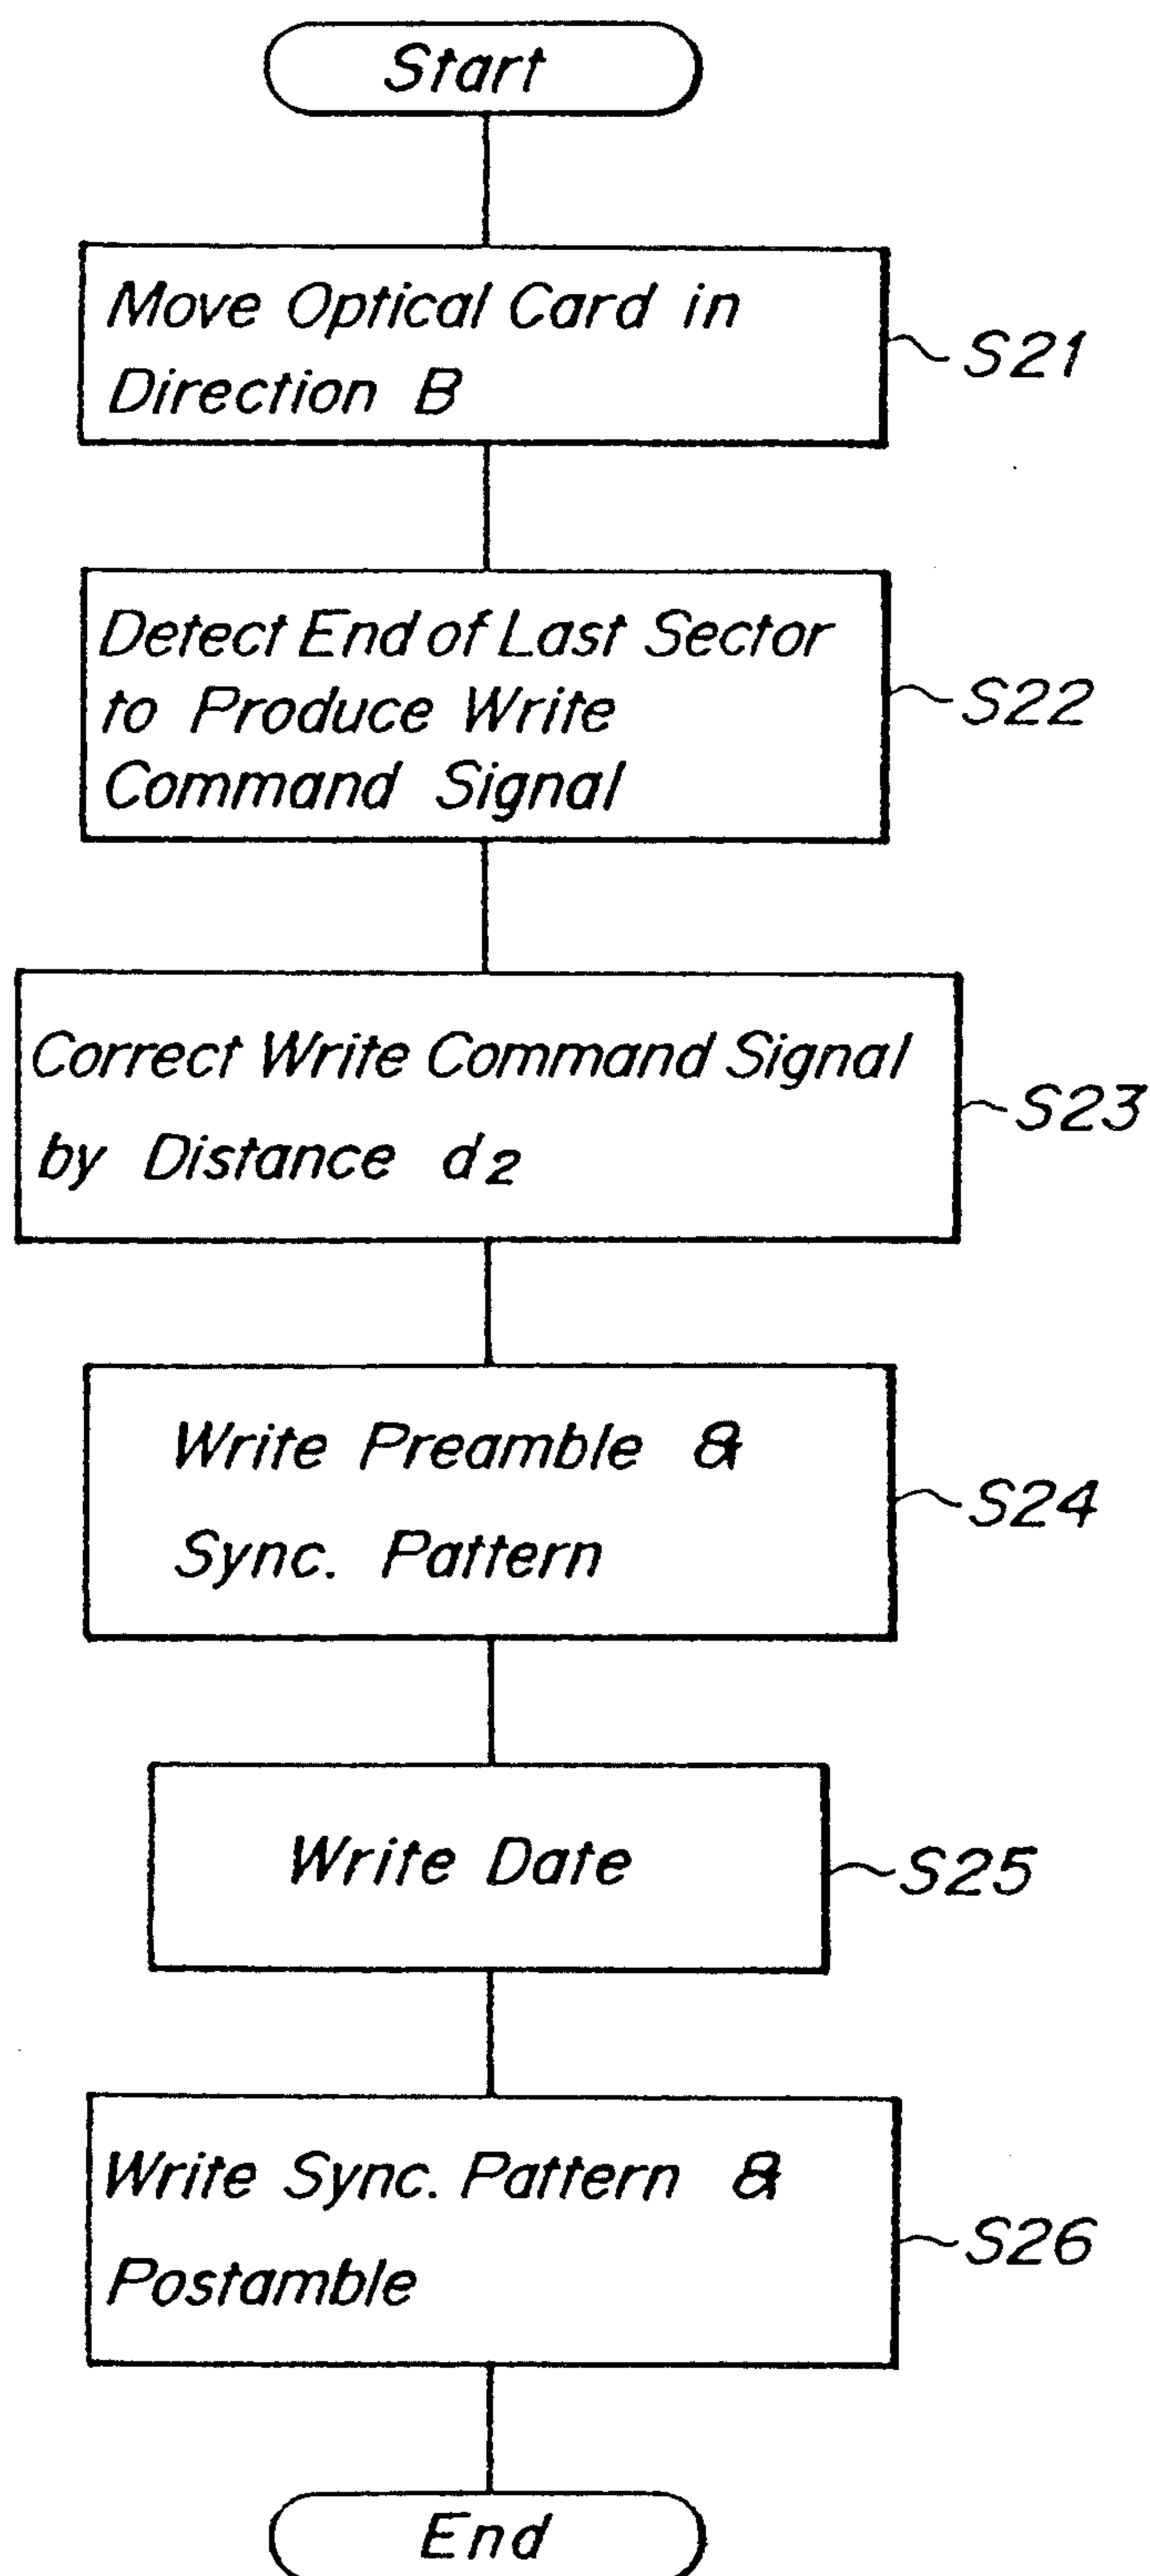 Start
Move Optical Card in
Direction B
S21
Detect End of Last Sector
to Produce Write
Command Signal
S22
Correct Write Command Signal
by Distance d2
S23
Write Preamble &
Sync. Pattern
S24
Write Date
S25
Write Sync. Pattern &
Postamble
S26
End